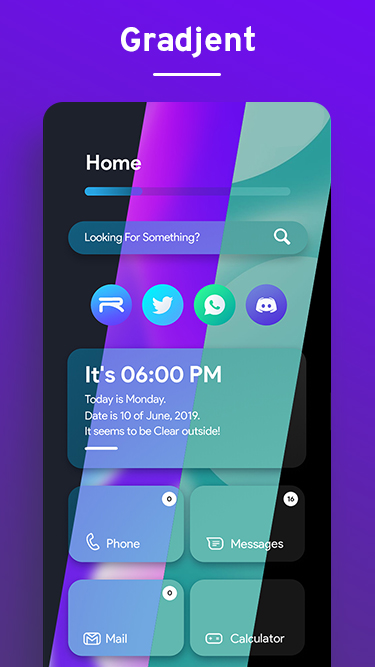 Gradjent
Home
Looking For Something?
It's 06:00 PM
Today is Monday.
Date is 10 of June, 2019.
It seems to be Clear outside!
0
16
Phone
Messages
0
Mail
Calculator